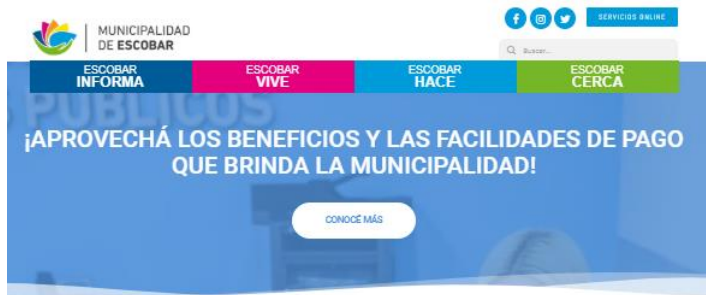 MUNICIPALIDAD
DE ESCOBAR
SERVICIOS ONLINE
Buscar...
ESCOBAR
INFORMA
ESCOBAR
VIVE
ESCOBAR
HACE
ESCOBAR
CERCA
S PÚBLICOS
¡APROVECHÁ LOS BENEFICIOS Y LAS FACILIDADES DE PAGO
QUE BRINDA LA MUNICIPALIDAD!
CONOCÉ MÁS